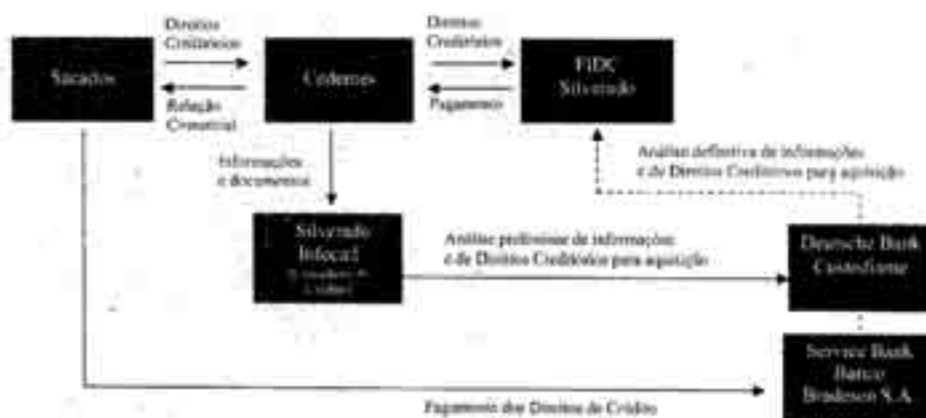 Direitos
Creditórios
Direitos
Creditórios
Sacados
Cedentes
FIDC
Silverado
Relação
Comercial
Pagamento
Informações
e documentos
Análise definitiva de informações
e de Direitos Creditórios para aquisição
Silverado
Análise preliminar de informações
e de Direitos Creditórios para aquisição
Deutsche Bank
Custodiante
Service Bank
Banco
Bradesco S.A
Pagamento dos Direitos de Crédito